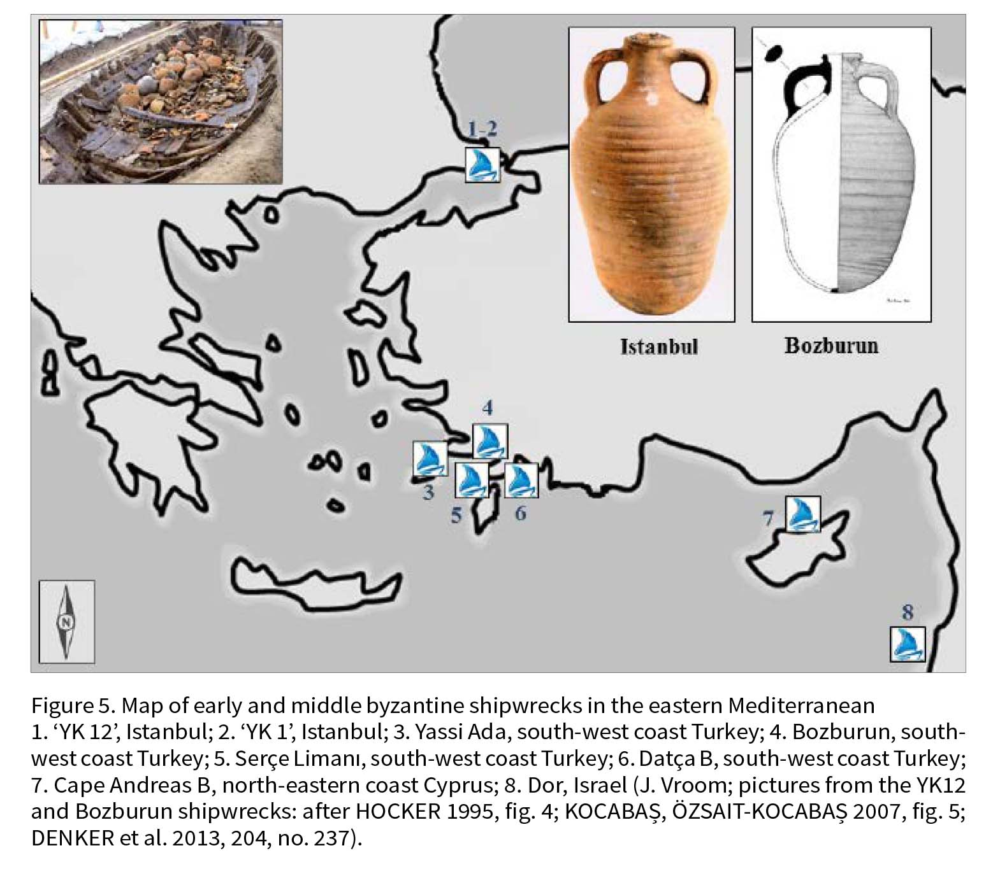 1-2
Istanbul
Bozburun
4
3
5
6
7
8
N
Figure 5. Map of early and middle byzantine shipwrecks in the eastern Mediterranean
1. ‘YK 12’, Istanbul; 2. ‘YK 1’, Istanbul; 3. Yassi Ada, south-west coast Turkey; 4. Bozburun, south-
west coast Turkey; 5. Serçe Limanı, south-west coast Turkey; 6. Datça B, south-west coast Turkey;
7. Cape Andreas B, north-eastern coast Cyprus; 8. Dor, Israel (J. Vroom; pictures from the YK12
and Bozburun shipwrecks: after HOCKER 1995, fig. 4; KOCABAŞ, ÖZSAIT-KOCABAŞ 2007, fig. 5;
DENKER et al. 2013, 204, no. 237).